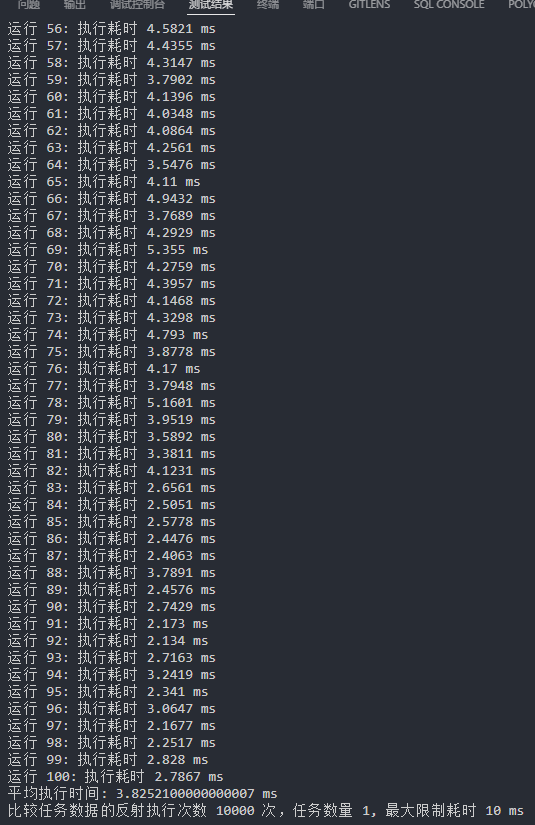 问题 输出 调试控制台 测试结果 终端 端口 GITLENS SQL CONSOLE POLYG
运行 56: 执行耗时 4.5821 ms
运行 57: 执行耗时 4.4355 ms
运行 58: 执行耗时 4.3147 ms
运行 59: 执行耗时 3.7902 ms
运行 60: 执行耗时 4.1396 ms
运行 61: 执行耗时 4.0348 ms
运行 62: 执行耗时 4.0864 ms
运行 63: 执行耗时 4.2561 ms
运行 64: 执行耗时 3.5476 ms
运行 65: 执行耗时 4.11 ms
运行 66: 执行耗时 4.9432 ms
运行 67: 执行耗时 3.7689 ms
运行 68: 执行耗时 4.2929 ms
运行 69: 执行耗时 5.355 ms
运行 70: 执行耗时 4.2759 ms
运行 71: 执行耗时 4.3957 ms
运行 72: 执行耗时 4.1468 ms
运行 73: 执行耗时 4.3298 ms
运行 74: 执行耗时 4.793 ms
运行 75: 执行耗时 3.8778 ms
运行 76: 执行耗时 4.17 ms
运行 77: 执行耗时 3.7948 ms
运行 78: 执行耗时 5.1601 ms
运行 79: 执行耗时 3.9519 ms
运行 80: 执行耗时 3.5892 ms
运行 81: 执行耗时 3.3811 ms
运行 82: 执行耗时 4.1231 ms
运行 83: 执行耗时 2.6561 ms
运行 84: 执行耗时 2.5051 ms
运行 85: 执行耗时 2.5778 ms
运行 86: 执行耗时 2.4476 ms
运行 87: 执行耗时 2.4063 ms
运行 88: 执行耗时 3.7891 ms
运行 89: 执行耗时 2.4576 ms
运行 90: 执行耗时 2.7429 ms
运行 91: 执行耗时 2.173 ms
运行 92: 执行耗时 2.134 ms
运行 93: 执行耗时 2.7163 ms
运行 94: 执行耗时 3.2419 ms
运行 95: 执行耗时 2.341 ms
运行 96: 执行耗时 3.0647 ms
运行 97: 执行耗时 2.1677 ms
运行 98: 执行耗时 2.2517 ms
运行 99: 执行耗时 2.828 ms
运行 100: 执行耗时 2.7867 ms
平均执行时间: 3.8252100000000007 ms
比较任务数据的反射执行次数 10000 次, 任务数量 1, 最大限制耗时 10 ms